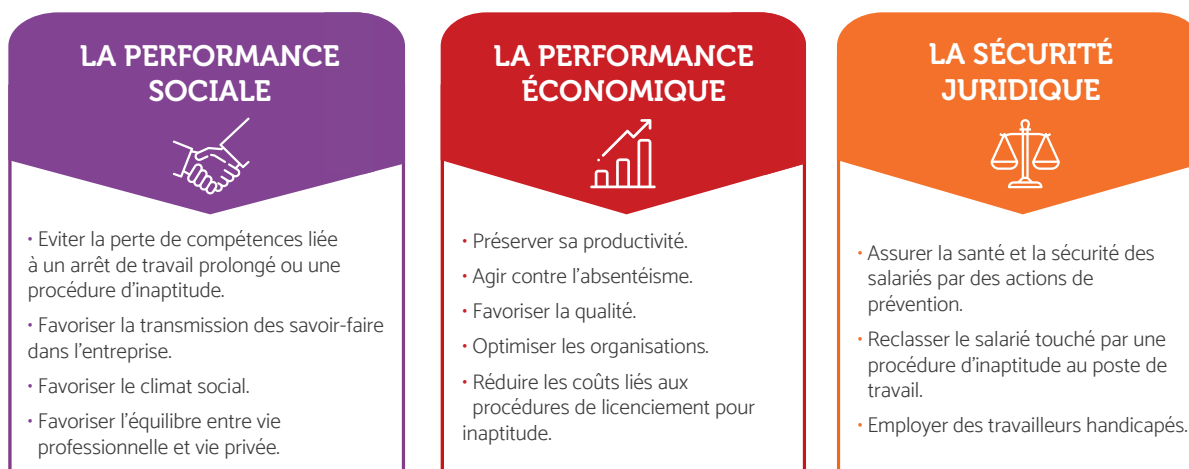 LA PERFORMANCE
SOCIALE
• Eviter la perte de compétences liée
à un arrêt de travail prolongé ou une
procédure d'inaptitude.
• Favoriser la transmission des savoir-faire
dans l'entreprise.
• Favoriser le climat social.
• Favoriser l'équilibre entre vie
professionnelle et vie privée.
LA PERFORMANCE
ÉCONOMIQUE
• Préserver sa productivité.
• Agir contre l'absentéisme.
• Favoriser la qualité.
• Optimiser les organisations.
• Réduire les coûts liés aux
procédures de licenciement pour
inaptitude.
LA SÉCURITÉ
JURIDIQUE
• Assurer la santé et la sécurité des
salariés par des actions de
prévention.
• Reclasser le salarié touché par une
procédure d'inaptitude au poste de
travail.
• Employer des travailleurs handicapés.